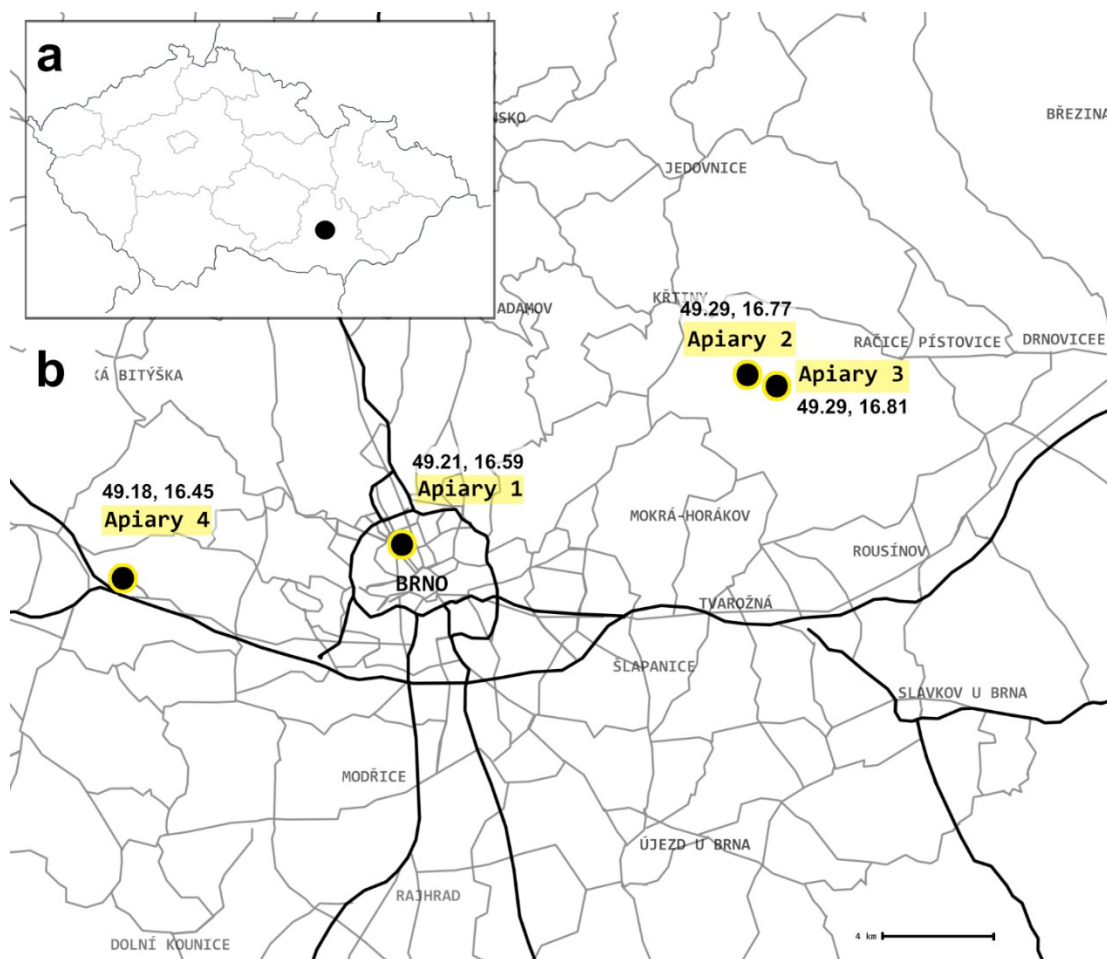 a
NSKO
BŘEZINA
JEDOVNICE
KŘTINY
ADAMOV
49.29, 16.77
Apiary 2
RAČICE PÍSTOVICE
DRNOVICEE
b
KÁ BITÝŠKA
Apiary 3
49.29, 16.81
49.21, 16.59
Apiary 1
49.18, 16.45
Apiary 4
MOKRÁ-HORÁKOV
ROUSÍNOV
BRNO
TVAROŽNÁ
ŠLAPANICE
SLAVKOV U BRNA
MODŘICE
ÚJEZD U BRNA
RAJHRAD
DOLNÍ KOUNICE
4 km